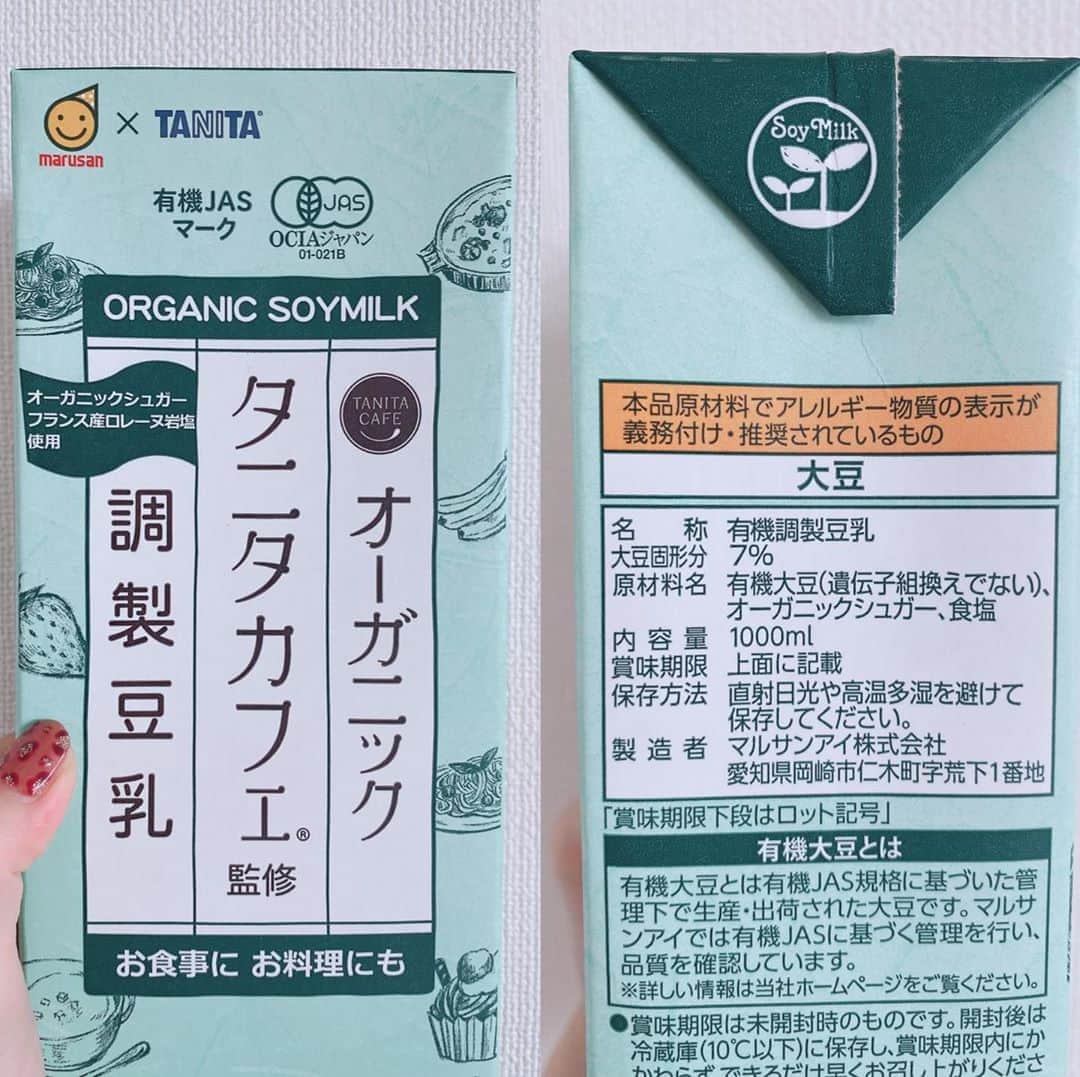 marusan
×
TANITA®
有機JAS
マーク
JAS
OCIAジャパン
01-021B
ORGANIC SOYMILK
オーガニックシュガー
フランス産ロレーヌ岩塩
使用
TANITA
CAFE
オーガニック
タニタカフェ®
監修
調製豆乳
お食事に お料理にも
Soy Milk
本品原材料でアレルギー物質の表示が
義務付け・推奨されているもの
大豆
名称 有機調製豆乳
大豆固形分 7%
原材料名 有機大豆(遺伝子組換えでない)、
オーガニックシュガー、食塩
内容量 1000ml
賞味期限 上面に記載
保存方法 直射日光や高温多湿を避けて
保存してください。
製造者 マルサンアイ株式会社
愛知県岡崎市仁木町字荒下1番地
「賞味期限下段はロット記号」
有機大豆とは
有機大豆とは有機JAS規格に基づいた管
理下で生産・出荷された大豆です。マルサ
ンアイでは有機JASに基づく管理を行い、
品質を確認しています。
※詳しい情報は当社ホームページをご覧ください。
●賞味期限は未開封時のものです。開封後は
冷蔵庫(10℃以下)に保存し、賞味期限内にか
かわらず、できるだけ早くお召し上がりくださ